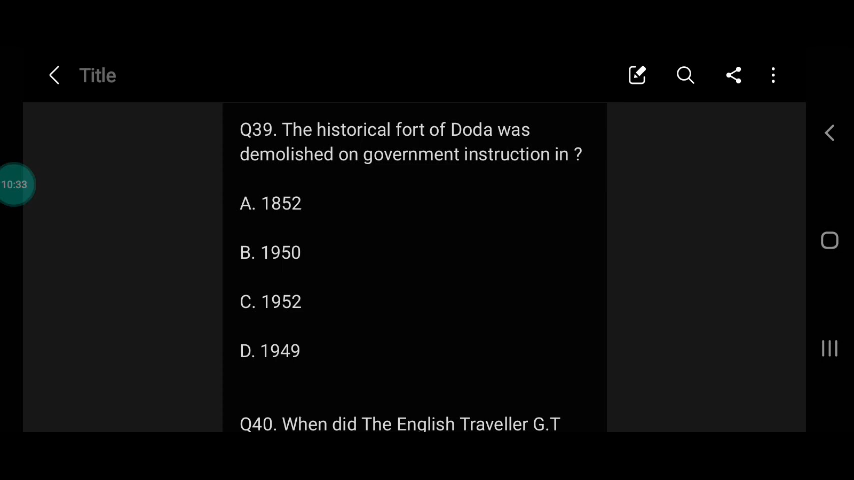 Title
10:33
Q39. The historical fort of Doda was
demolished on government instruction in ?
A. 1852
B. 1950
C. 1952
D. 1949
Q40. When did The English Traveller G.T